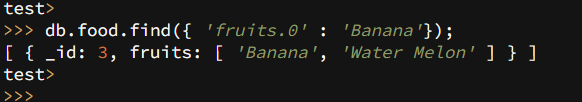 test>
>>> db.food.find({ 'fruits.0' : 'Banana'});
[ { _id: 3, fruits: [ 'Banana', 'Water Melon' ] } ]
test>
>>>